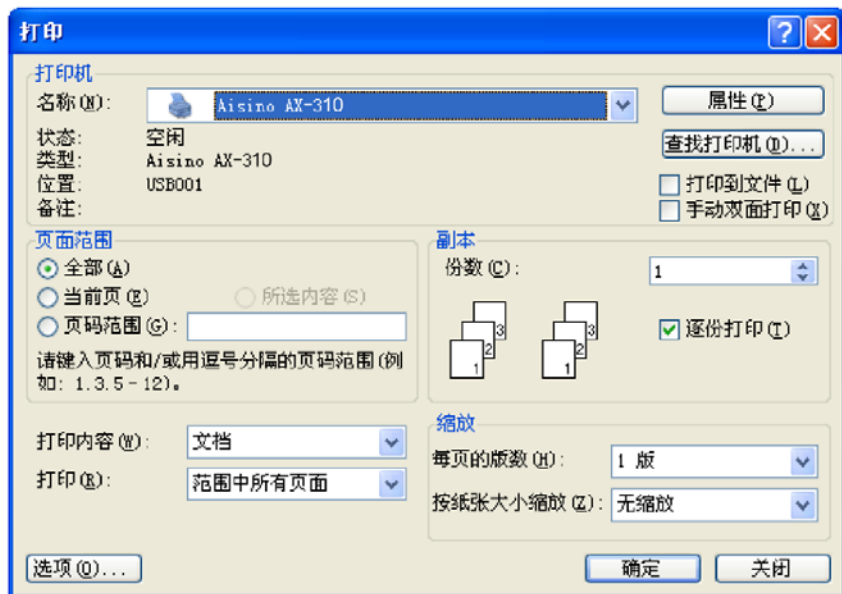 打印
打印机
名称(N):
Aisino AX-310
属性(P)
状态:
空闲
查找打印机(D)...
类型:
Aisino AX-310
位置:
USB001
打印到文件(L)
备注:
手动双面打印(X)
页面范围
全部(A)
当前页(E)
所选内容(S)
页码范围(G):
请键入页码和/或用逗号分隔的页码范围(例
如: 1.3.5-12)。
副本
份数(C):
1
3
2
1
3
2
1
逐份打印(T)
打印内容(W):
文档
打印(R):
范围中所有页面
缩放
每页的版数(H):
1 版
按纸张大小缩放(Z):
无缩放
选项(O)...
确定
关闭